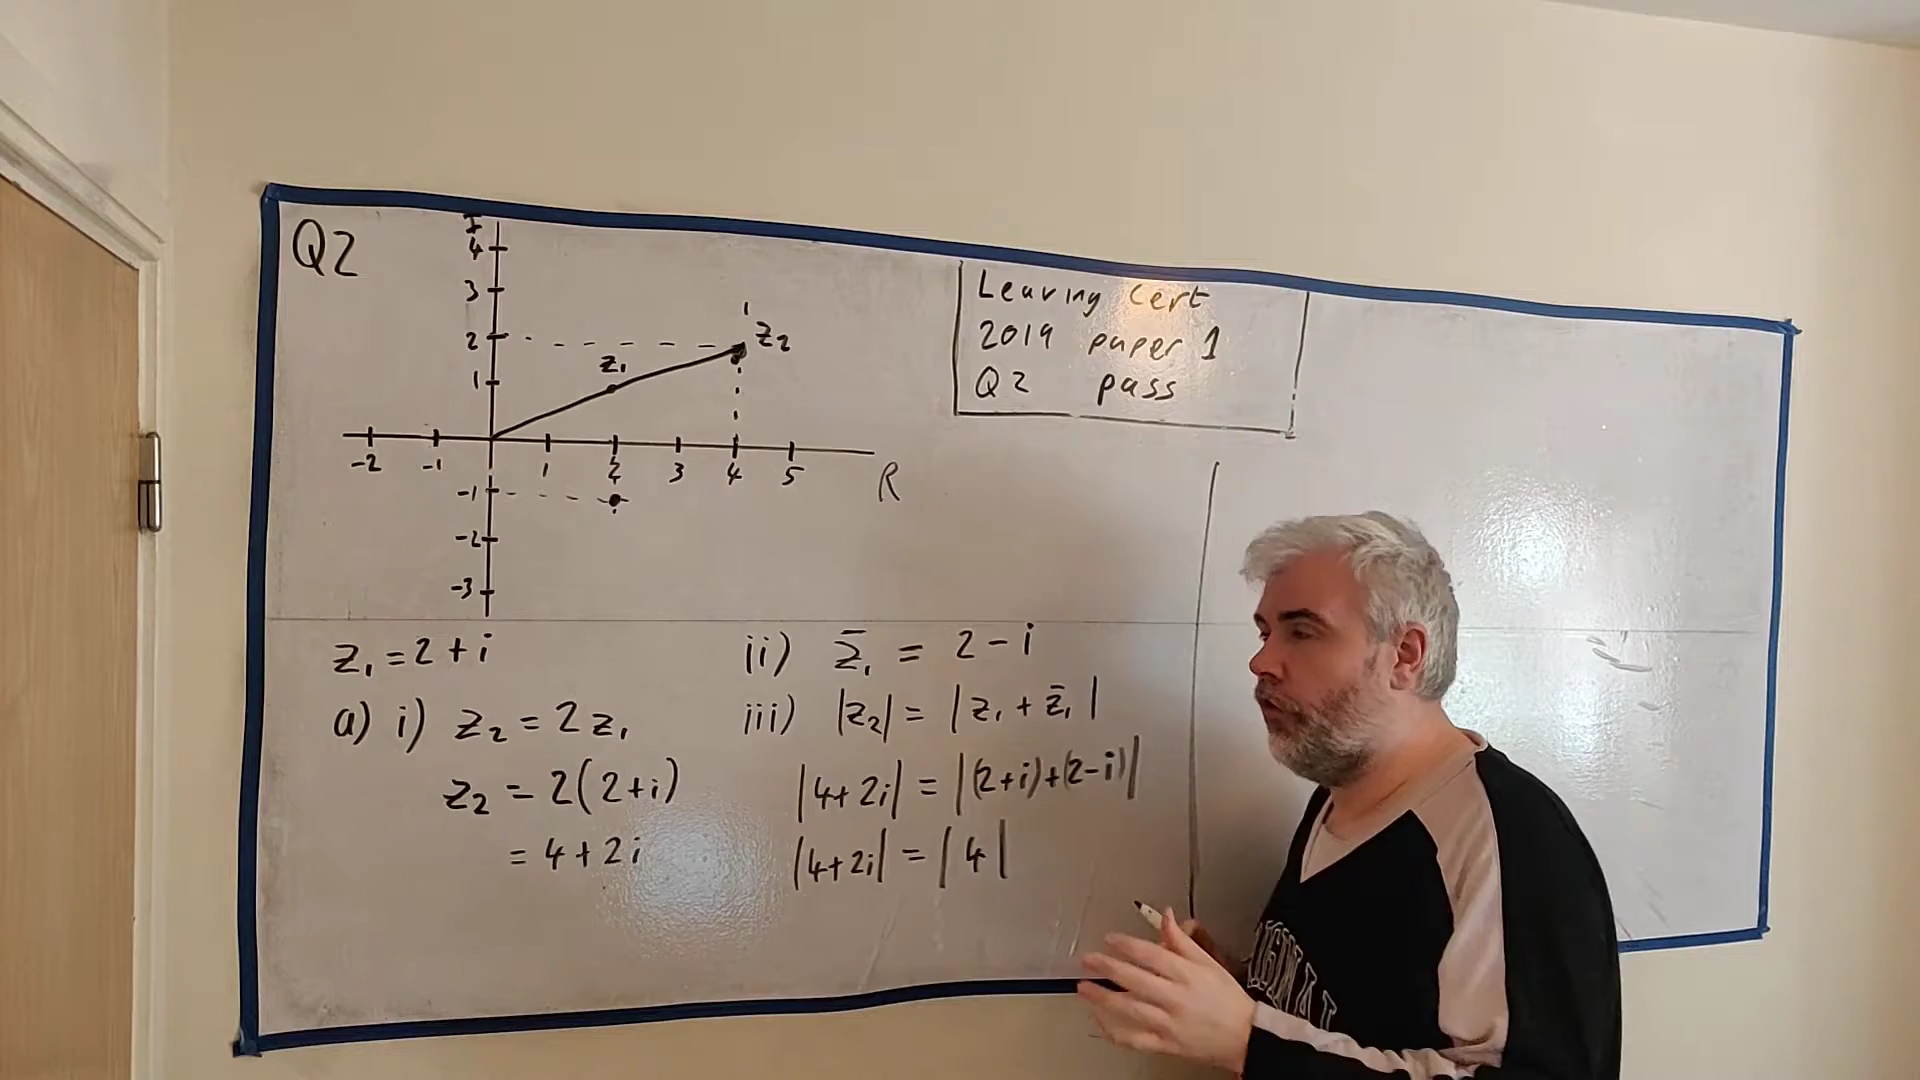 Q2
I
4
3
2
1
z₁
z₂
-2 -1 1 2 3 4 5
R
-1
-2
-3
Leaving Cert
2019 paper 1
Q2 pass
z₁ = 2 + i
a) i) z₂ = 2z₁
z₂ = 2(2+i)
= 4 + 2i
ii) z̄₁ = 2 - i
iii) |z₂| = |z₁ + z̄₁|
|4+2i| = |(2+i)+(2-i)|
|4+2i| = |4|